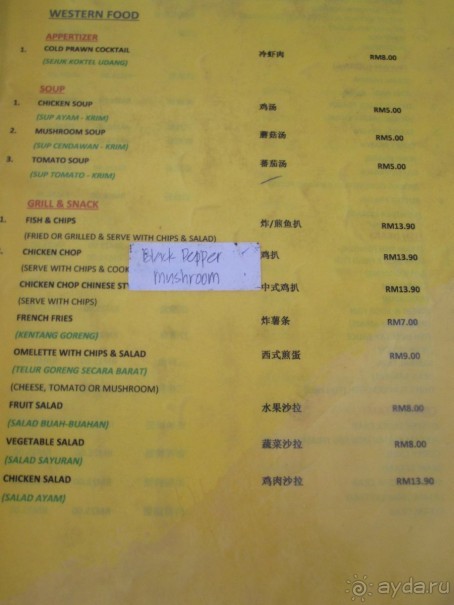 WESTERN FOOD
APPERTIZER
1. COLD PRAWN COCKTAIL 冷虾肉 RM8.00
(SEJUK KOKTEL UDANG)
SOUP
1. CHICKEN SOUP 鸡汤 RM5.00
(SUP AYAM - KRIM)
2. MUSHROOM SOUP 蘑菇汤 RM5.00
(SUP CENDAWAN - KRIM)
3. TOMATO SOUP 蕃茄汤 RM5.00
(SUP TOMATO - KRIM)
GRILL & SNACK
1. FISH & CHIPS 炸/煎鱼扒 RM13.90
(FRIED OR GRILLED & SERVE WITH CHIPS & SALAD)
CHICKEN CHOP 鸡扒 RM13.90
(SERVE WITH CHIPS & COOK
Black Pepper
Mushroom
CHICKEN CHOP CHINESE STY 中式鸡扒 RM13.90
(SERVE WITH CHIPS)
FRENCH FRIES 炸薯条 RM7.00
(KENTANG GORENG)
OMELETTE WITH CHIPS & SALAD 西式煎蛋 RM9.00
(TELUR GORENG SECARA BARAT)
(CHEESE, TOMATO OR MUSHROOM)
FRUIT SALAD 水果沙拉 RM8.00
(SALAD BUAH-BUAHAN)
VEGETABLE SALAD 蔬菜沙拉 RM8.00
(SALAD SAYURAN)
CHICKEN SALAD 鸡肉沙拉 RM13.90
(SALAD AYAM)
ayda.ru